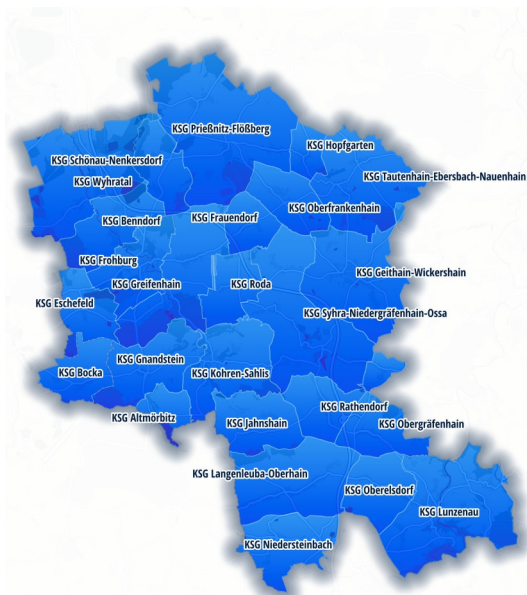 KSG Prießnitz-Flößberg
KSG Hopfgarten
KSG Schönau-Nenkersdorf
KSG Tautenhain-Ebersbach-Nauenhain
KSG Wyhratal
KSG Oberfrankenhain
KSG Benndorf
KSG Frauendorf
KSG Frohburg
KSG Geithain-Wickershain
KSG Greifenhain
KSG Roda
KSG Eschefeld
KSG Syhra-Niedergräfenhain-Ossa
KSG Gnandstein
KSG Bocka
KSG Kohren-Sahlis
KSG Rathendorf
KSG Altmörbitz
KSG Jahnshain
KSG Obergräfenhain
KSG Langenleuba-Oberhain
KSG Oberelsdorf
KSG Lunzenau
KSG Niedersteinbach